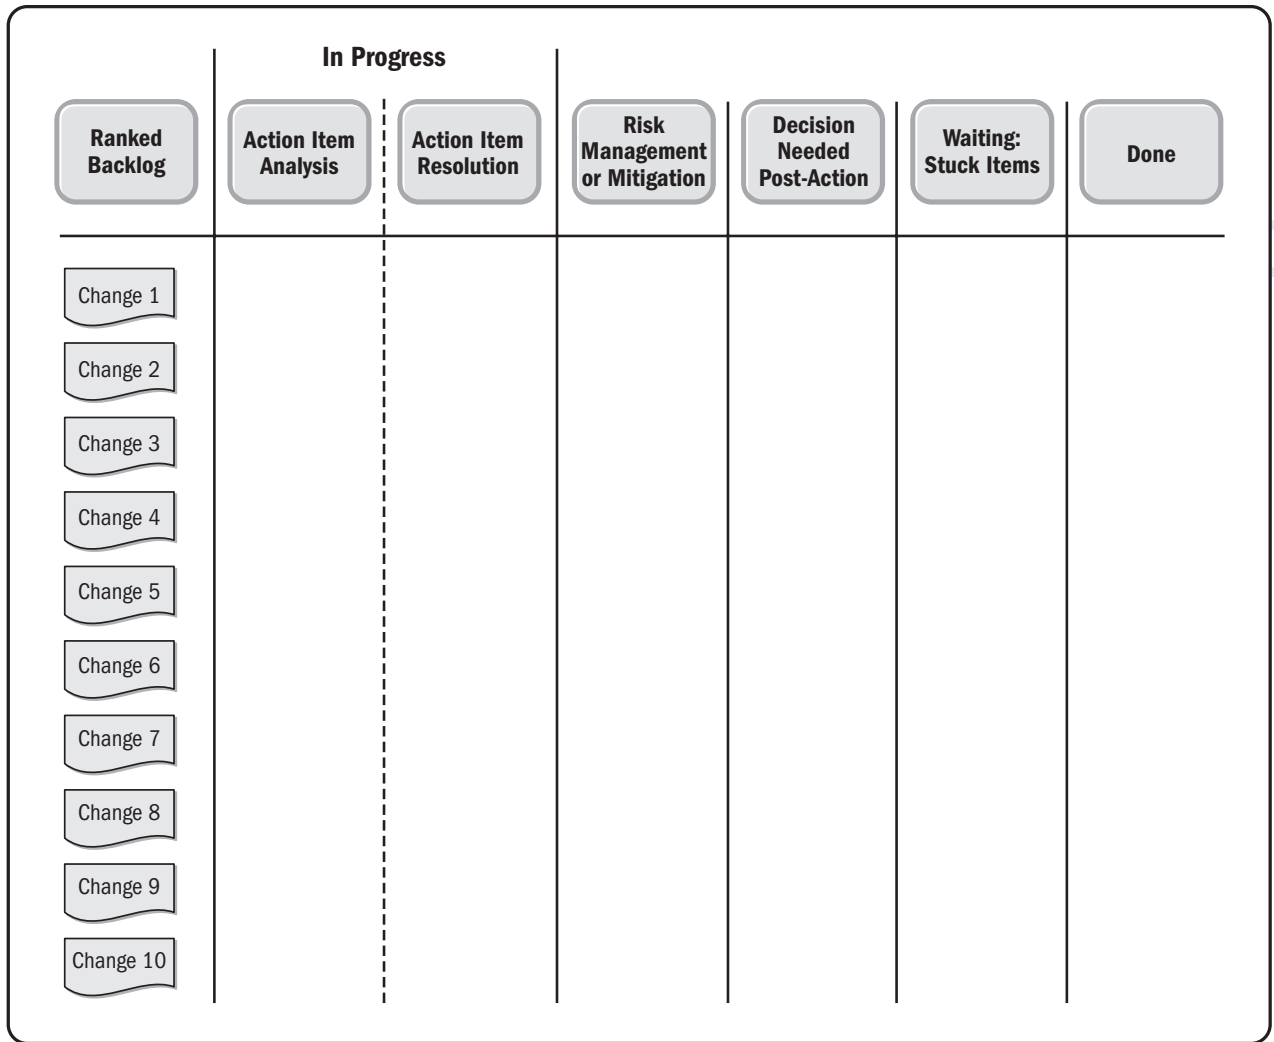 In Progress
Ranked
Backlog
Action Item
Analysis
Action Item
Resolution
Risk
Management
or Mitigation
Decision
Needed
Post-Action
Waiting:
Stuck Items
Done
Change 1
Change 2
Change 3
Change 4
Change 5
Change 6
Change 7
Change 8
Change 9
Change 10